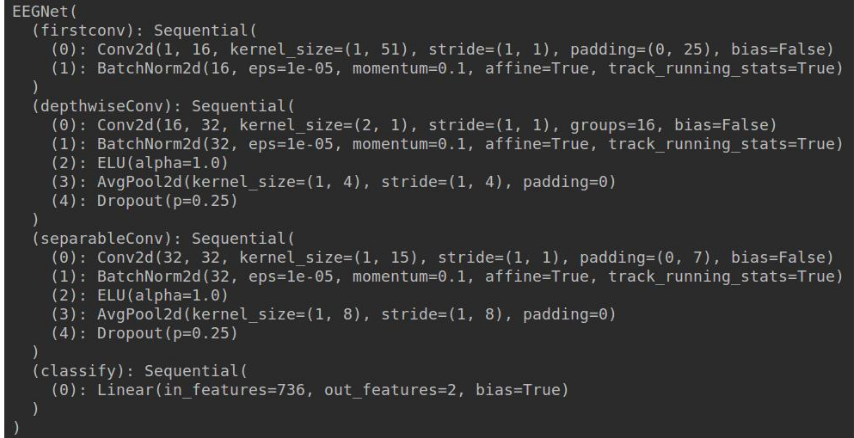 EEGNet(
  (firstconv): Sequential(
    (0): Conv2d(1, 16, kernel_size=(1, 51), stride=(1, 1), padding=(0, 25), bias=False)
    (1): BatchNorm2d(16, eps=1e-05, momentum=0.1, affine=True, track_running_stats=True)
  )
  (depthwiseConv): Sequential(
    (0): Conv2d(16, 32, kernel_size=(2, 1), stride=(1, 1), groups=16, bias=False)
    (1): BatchNorm2d(32, eps=1e-05, momentum=0.1, affine=True, track_running_stats=True)
    (2): ELU(alpha=1.0)
    (3): AvgPool2d(kernel_size=(1, 4), stride=(1, 4), padding=0)
    (4): Dropout(p=0.25)
  )
  (separableConv): Sequential(
    (0): Conv2d(32, 32, kernel_size=(1, 15), stride=(1, 1), padding=(0, 7), bias=False)
    (1): BatchNorm2d(32, eps=1e-05, momentum=0.1, affine=True, track_running_stats=True)
    (2): ELU(alpha=1.0)
    (3): AvgPool2d(kernel_size=(1, 8), stride=(1, 8), padding=0)
    (4): Dropout(p=0.25)
  )
  (classify): Sequential(
    (0): Linear(in_features=736, out_features=2, bias=True)
  )
)